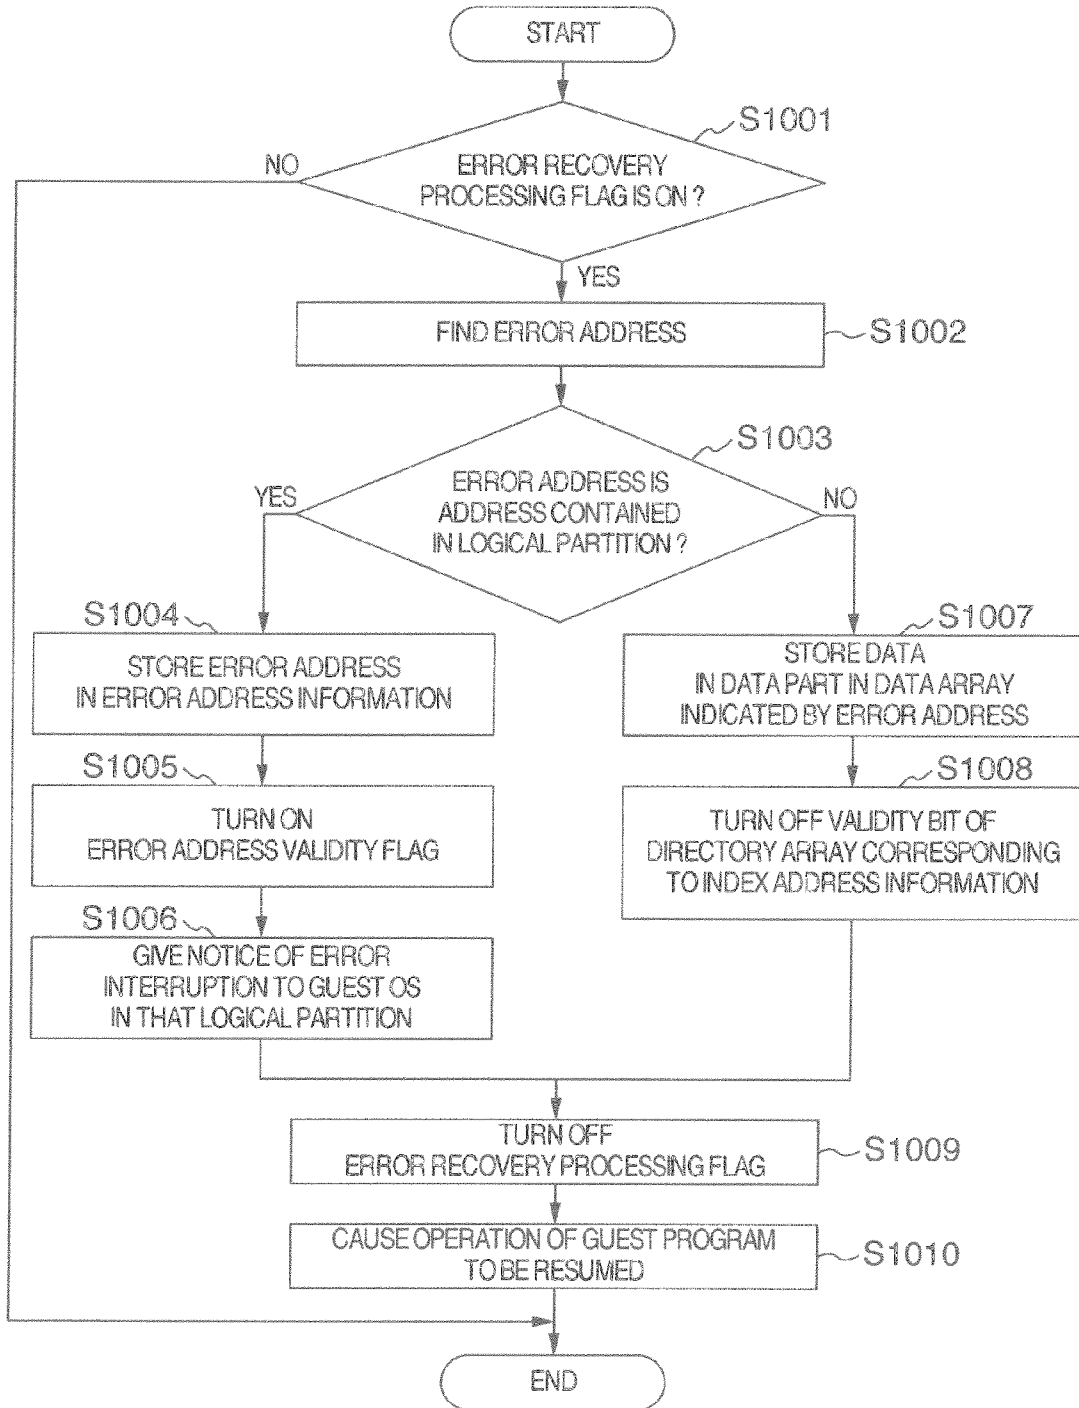 START
S1001
NO
ERROR RECOVERY
PROCESSING FLAG IS ON ?
YES
FIND ERROR ADDRESS
S1002
S1003
YES
ERROR ADDRESS IS
ADDRESS CONTAINED
IN LOGICAL PARTITION ?
NO
S1004
STORE ERROR ADDRESS
IN ERROR ADDRESS INFORMATION
S1007
STORE DATA
IN DATA PART IN DATA ARRAY
INDICATED BY ERROR ADDRESS
S1005
TURN ON
ERROR ADDRESS VALIDITY FLAG
S1008
TURN OFF VALIDITY BIT OF
DIRECTORY ARRAY CORRESPONDING
TO INDEX ADDRESS INFORMATION
S1006
GIVE NOTICE OF ERROR
INTERRUPTION TO GUEST OS
IN THAT LOGICAL PARTITION
TURN OFF
ERROR RECOVERY PROCESSING FLAG
S1009
CAUSE OPERATION OF GUEST PROGRAM
TO BE RESUMED
S1010
END